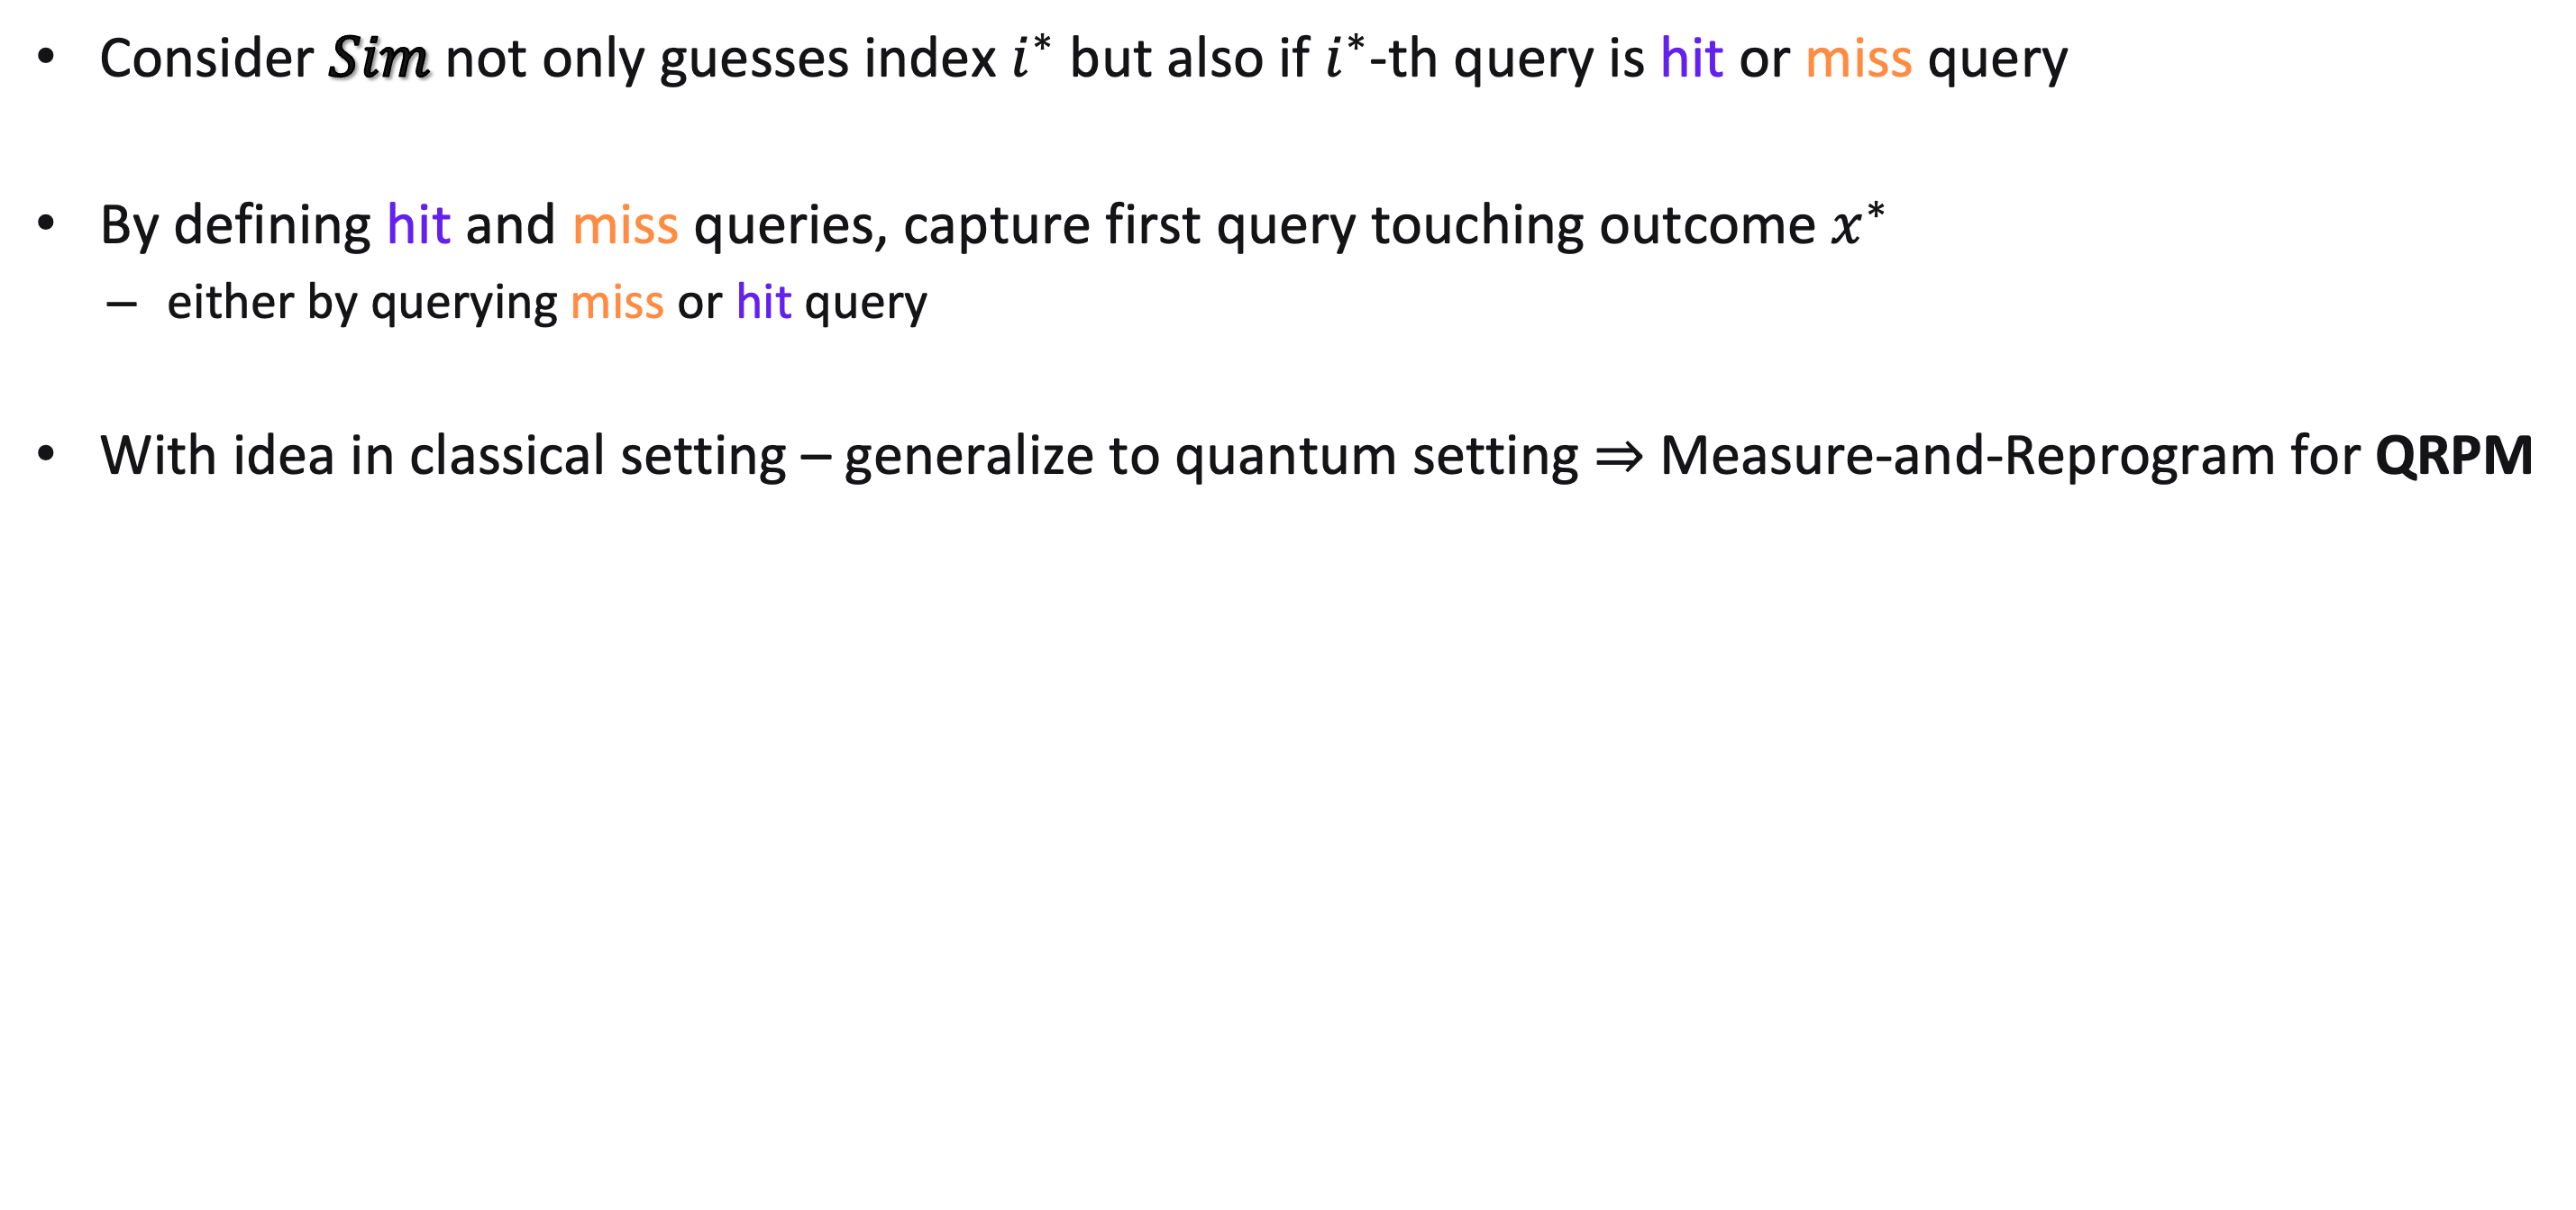 • Consider Sim not only guesses index i* but also if i*-th query is hit or miss query
• By defining hit and miss queries, capture first query touching outcome x*
– either by querying miss or hit query
• With idea in classical setting – generalize to quantum setting ⇒ Measure-and-Reprogram for QRPM